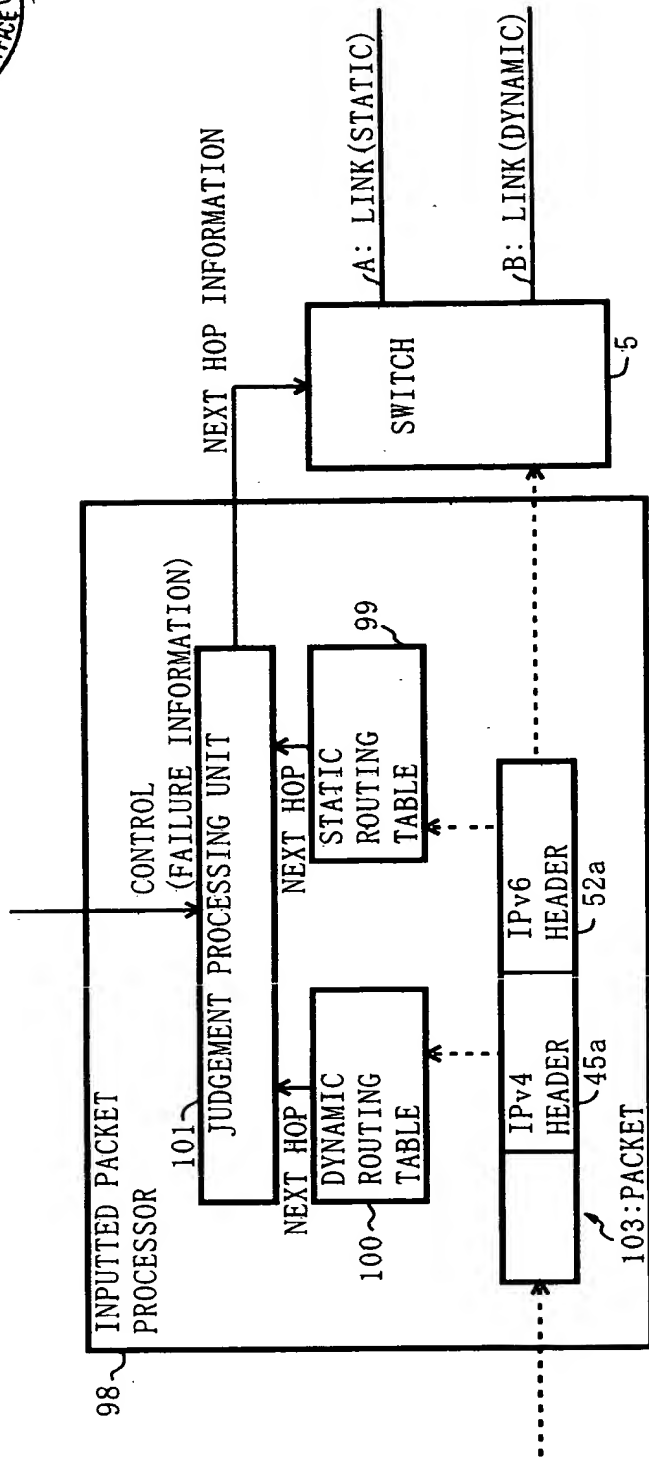 INPUTTED PACKET
PROCESSOR
98
CONTROL
(FAILURE INFORMATION)
101
JUDGEMENT PROCESSING UNIT
NEXT HOP
NEXT HOP
DYNAMIC
ROUTING
TABLE
100
STATIC
ROUTING
TABLE
99
IPv4
HEADER
45a
IPv6
HEADER
52a
103:PACKET
NEXT HOP INFORMATION
SWITCH
5
A: LINK(STATIC)
B: LINK(DYNAMIC)